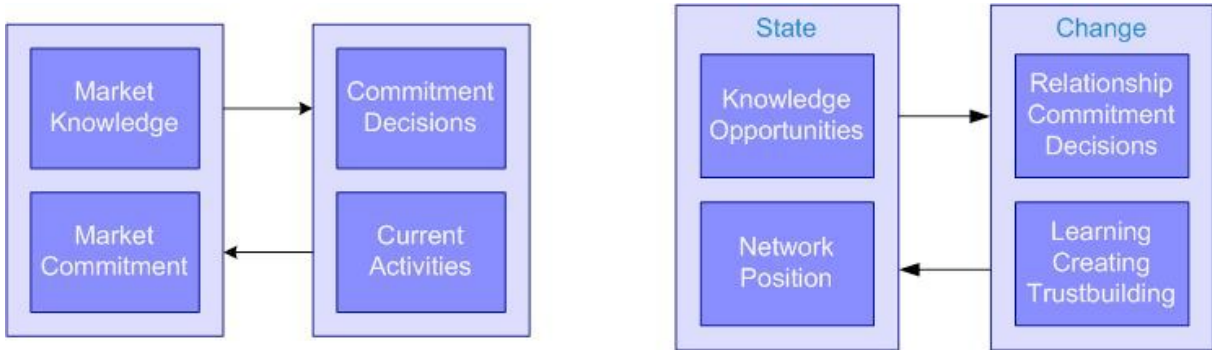 Market
Knowledge
Commitment
Decisions
Market
Commitment
Current
Activities
State
Change
Knowledge
Opportunities
Relationship
Commitment
Decisions
Network
Position
Learning
Creating
Trustbuilding